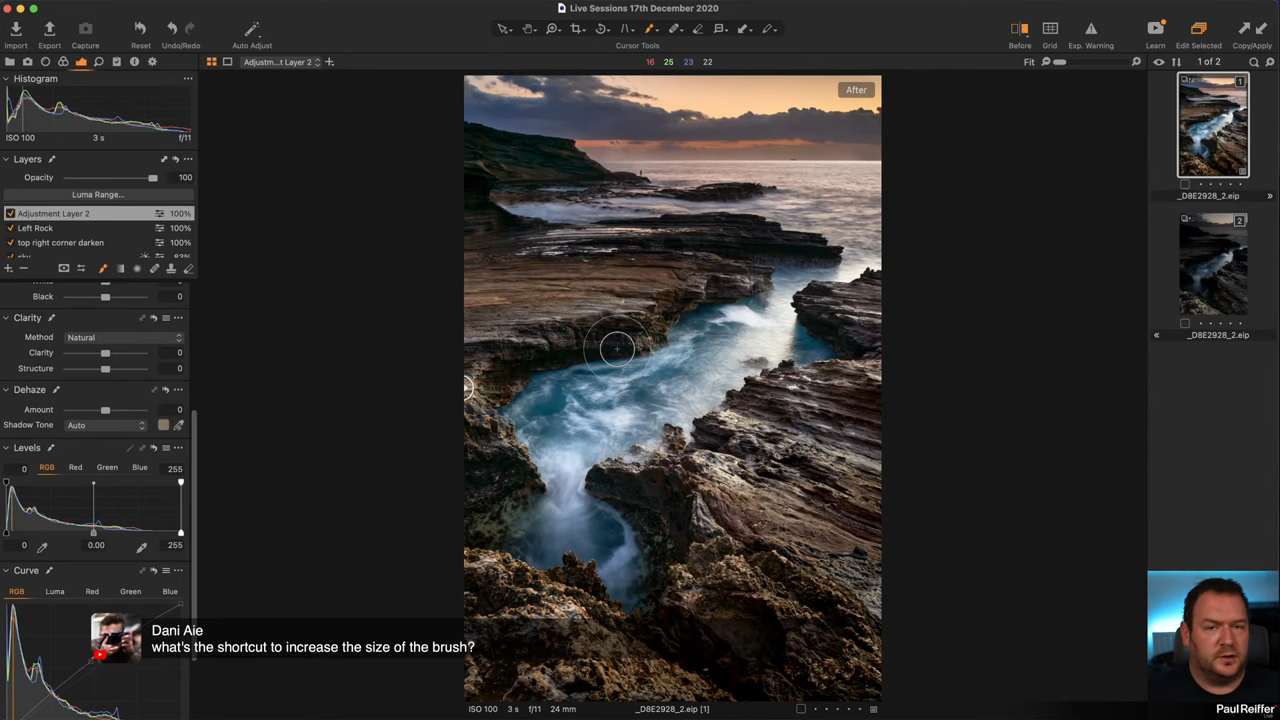 Live Sessions 17th December 2020
Import
Export
Capture
Reset
Undo/Redo
Auto Adjust
Cursor Tools
Before
Grid
Exp. Warning
Learn
Edit Selected
Copy/Apply
Adjustm...t Layer 2
16 25 23 22
Fit
1 of 2
Histogram
ISO 100 3 s f/11
Layers
Opacity 100
Luma Range...
Adjustment Layer 2 100%
Left Rock 100%
top right corner darken 100%
Black 0
Clarity
Method Natural
Clarity 0
Structure 0
Dehaze
Amount 0
Shadow Tone Auto
Levels
0 RGB Red Green Blue 255
0 0.00 255
Curve
RGB Luma Red Green Blue
After
1
_D8E2928_2.eip
2
_D8E2928_2.eip
Dani Aie
what's the shortcut to increase the size of the brush?
ISO 100 3 s f/11 24 mm _D8E2928_2.eip [1]
PaulReiffer
Live